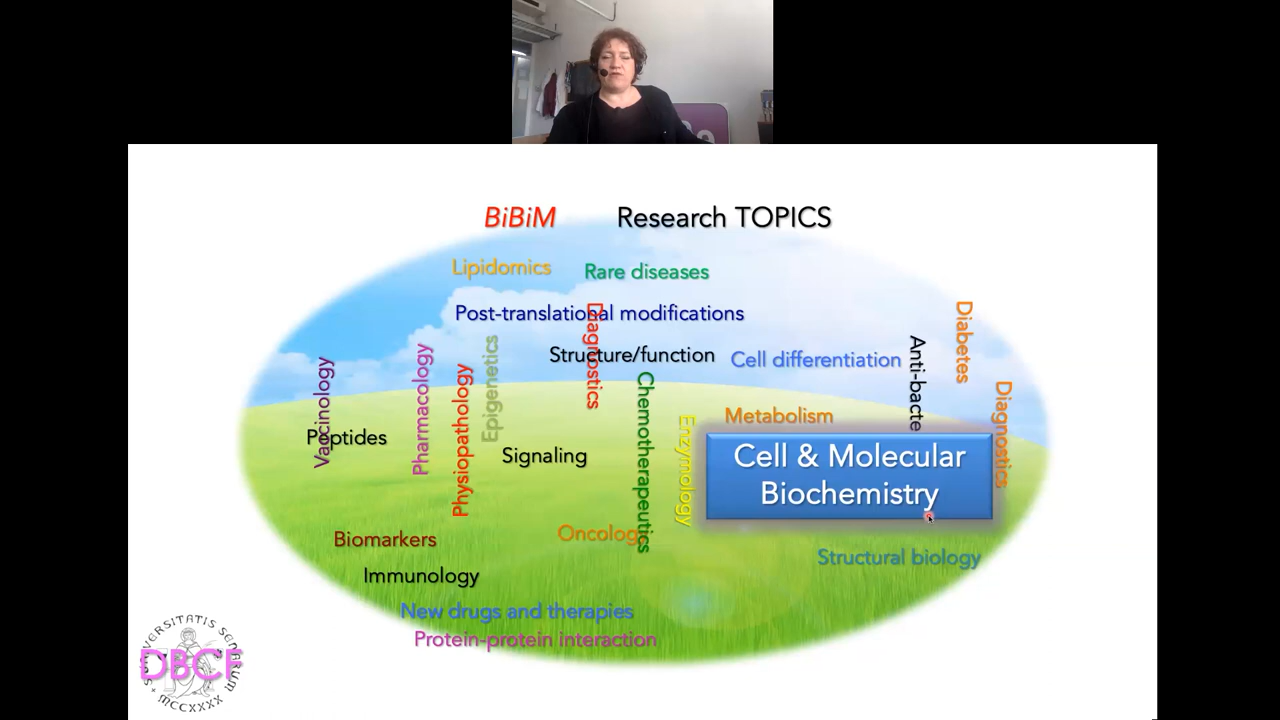 BiBiM Research TOPICS
Lipidomics
Rare diseases
Post-translational modifications
Diagnostics
Structure/function
Cell differentiation
Diabetes
Anti-bacte
Vaccinology
Pharmacology
Physiopathology
Epigenetics
Chemotherapeutics
Enzymology
Metabolism
Diagnostics
Peptides
Signaling
Cell & Molecular
Biochemistry
Biomarkers
Oncolog
Immunology
Structural biology
New drugs and therapies
Protein-protein interaction
DBCF
MCCXXXX